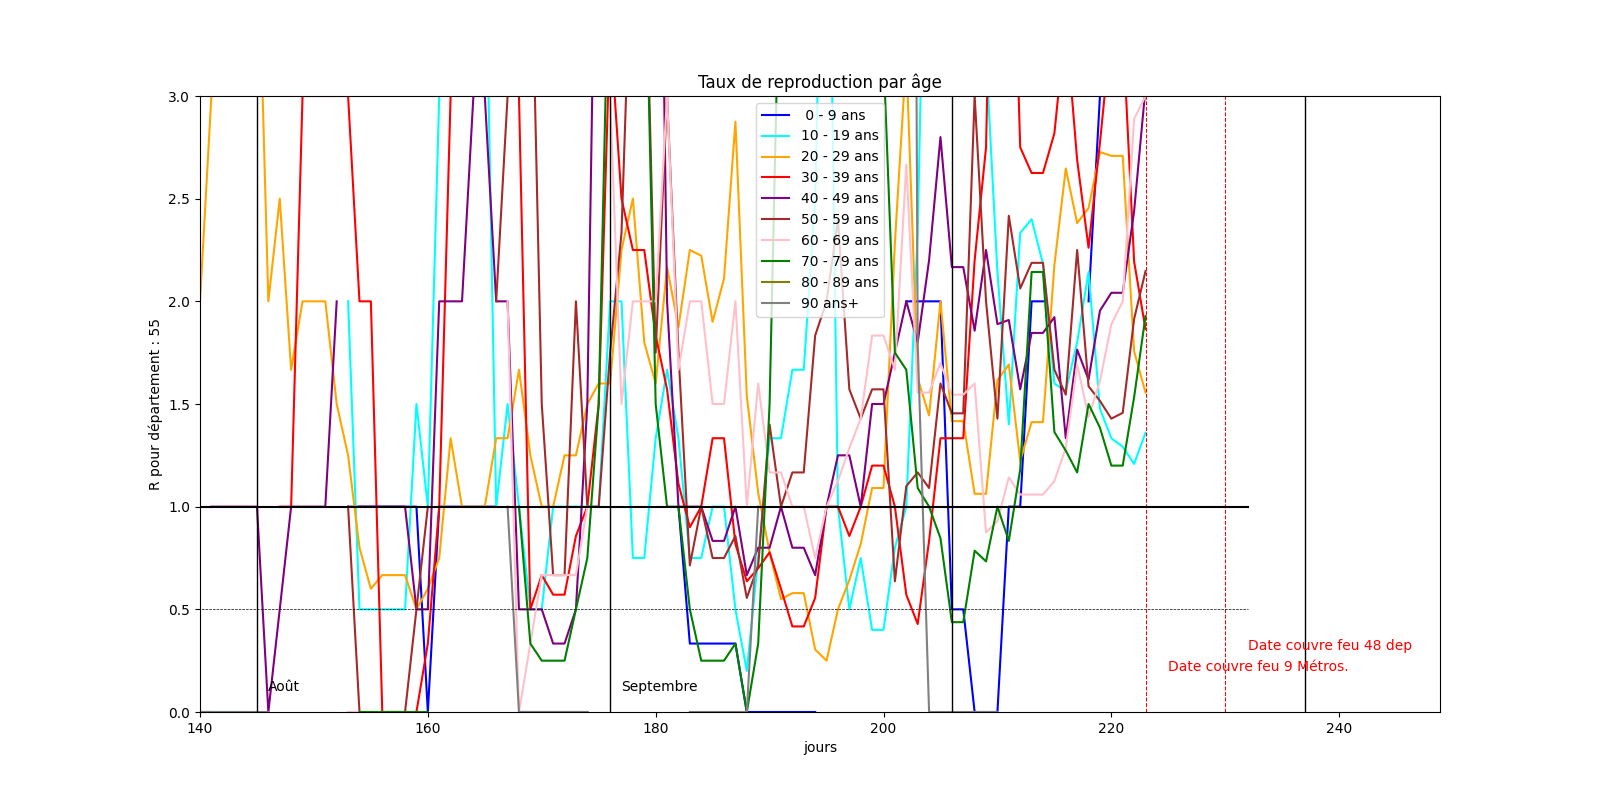 Taux de reproduction par âge
3.0
2.5
2.0
1.5
1.0
0.5
0.0
R pour département : 55
0 - 9 ans
10 - 19 ans
20 - 29 ans
30 - 39 ans
40 - 49 ans
50 - 59 ans
60 - 69 ans
70 - 79 ans
80 - 89 ans
90 ans+
Date couvre feu 48 dep
Date couvre feu 9 Métros.
Août
Septembre
140
160
180
200
220
240
jours